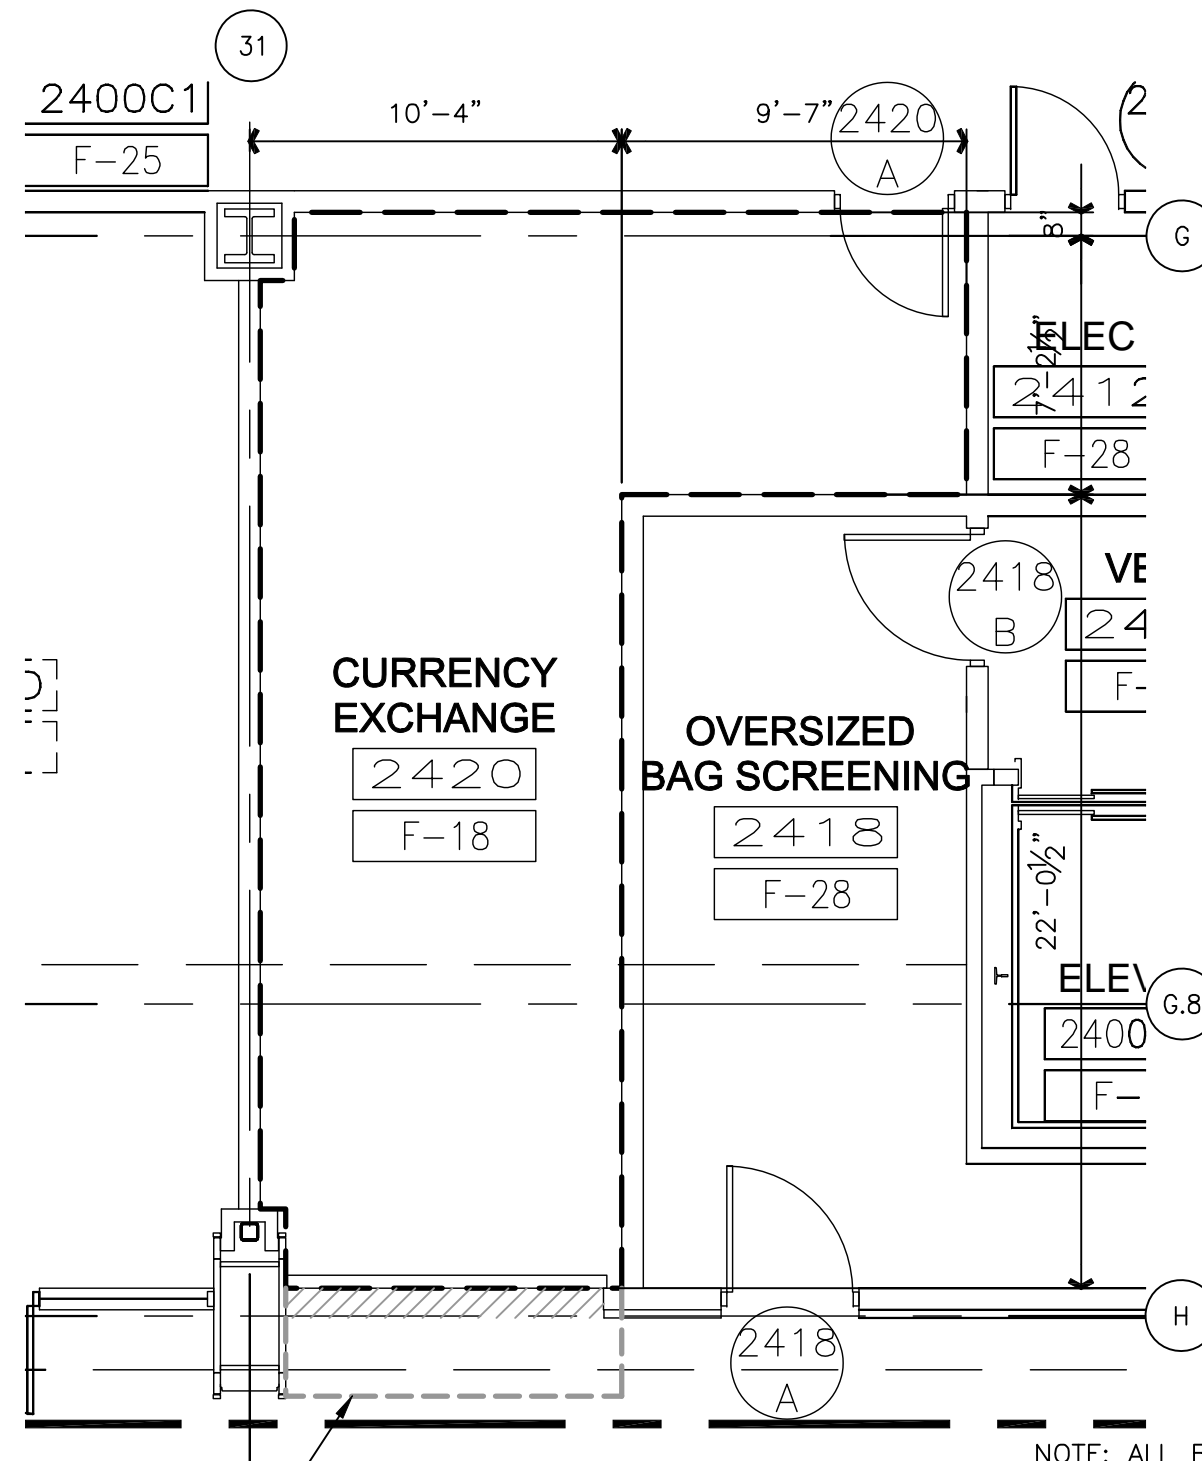 31
2400C1
F-25
10'-4"
9'-7"
2420
A
G
8"
7'-2½"
ELEC
2412
F-28
2418
B
CURRENCY
EXCHANGE
2420
F-18
OVERSIZED
BAG SCREENING
2418
F-28
22'-0½"
G.8
2400
H
2418
A
NOTE: ALL